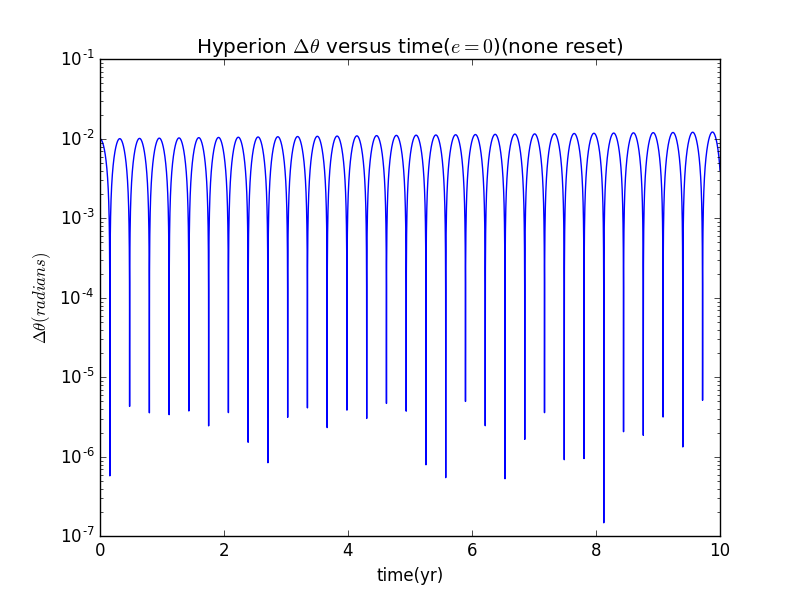 Hyperion Δθ versus time(e = 0)(none reset)
10^-1
10^-2
10^-3
10^-4
10^-5
10^-6
10^-7
Δθ(radians)
0 2 4 6 8 10
time(yr)